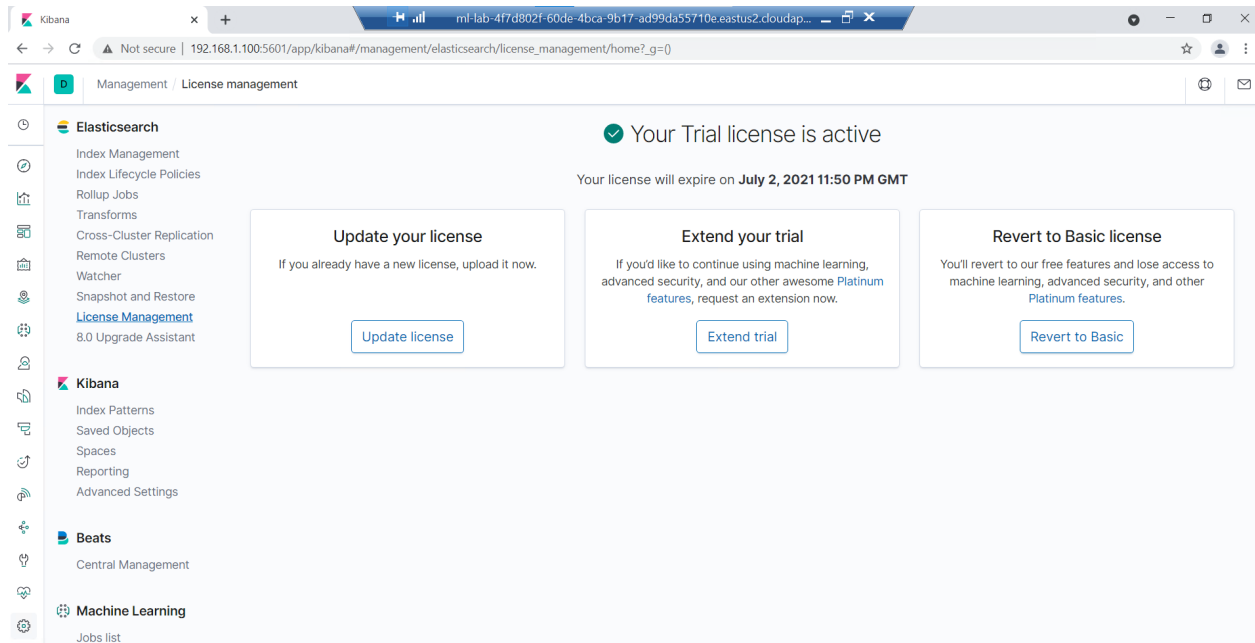 Kibana
ml-lab-4f7d802f-60de-4bca-9b17-ad99da55710e.eastus2.cloudap...
Not secure | 192.168.1.100:5601/app/kibana#/management/elasticsearch/license_management/home?_g=()
D
Management / License management
Elasticsearch
Index Management
Index Lifecycle Policies
Rollup Jobs
Transforms
Cross-Cluster Replication
Remote Clusters
Watcher
Snapshot and Restore
License Management
8.0 Upgrade Assistant
Kibana
Index Patterns
Saved Objects
Spaces
Reporting
Advanced Settings
Beats
Central Management
Machine Learning
Jobs list
Your Trial license is active
Your license will expire on July 2, 2021 11:50 PM GMT
Update your license
If you already have a new license, upload it now.
Update license
Extend your trial
If you'd like to continue using machine learning,
advanced security, and our other awesome Platinum
features, request an extension now.
Extend trial
Revert to Basic license
You'll revert to our free features and lose access to
machine learning, advanced security, and other
Platinum features.
Revert to Basic